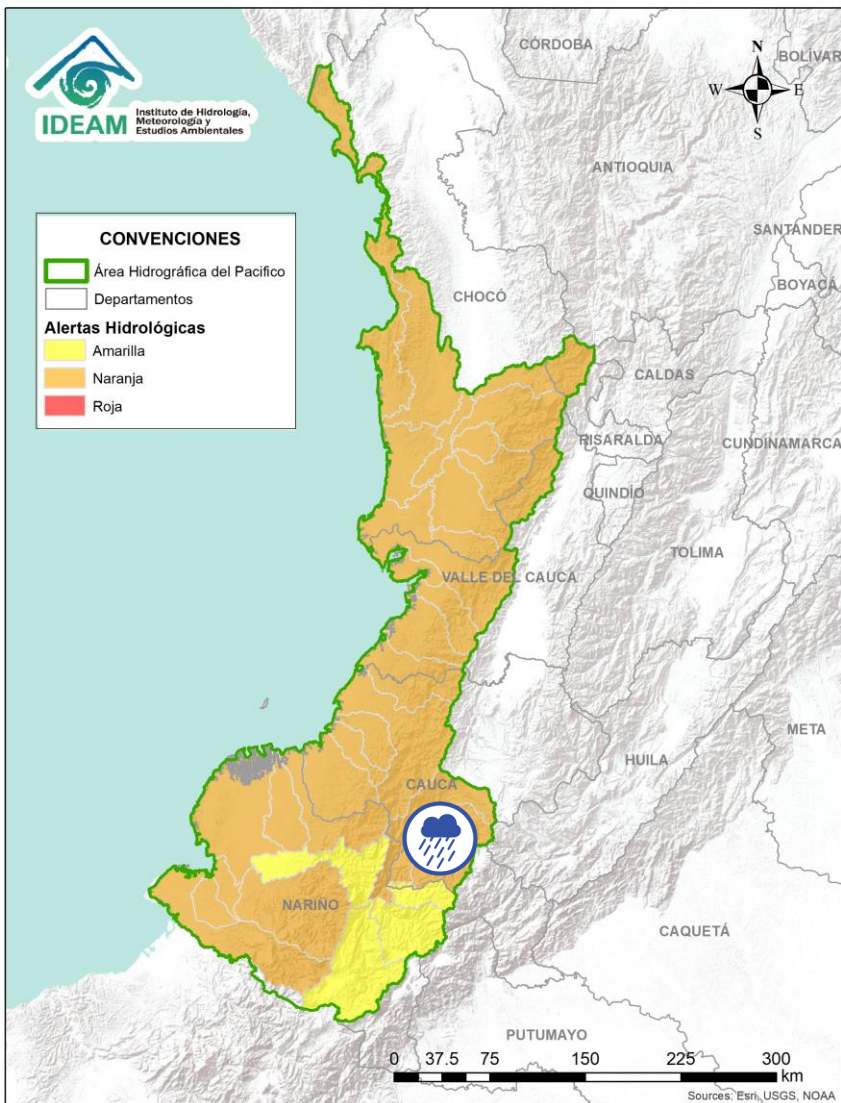 IDEAM
Instituto de Hidrología,
Meteorología y
Estudios Ambientales
CONVENCIONES
Área Hidrográfica del Pacifico
Departamentos
Alertas Hidrológicas
Amarilla
Naranja
Roja
N
W E
S
CÓRDOBA
BOLÍVAR
ANTIOQUIA
SANTANDER
BOYACÁ
CHOCÓ
CALDAS
RISARALDA
CUNDINAMARCA
QUINDÍO
TOLIMA
VALLE DEL CAUCA
META
HUILA
CAUCA
NARIÑO
CAQUETÁ
PUTUMAYO
0 37.5 75 150 225 300
km
Sources: Esri, USGS, NOAA